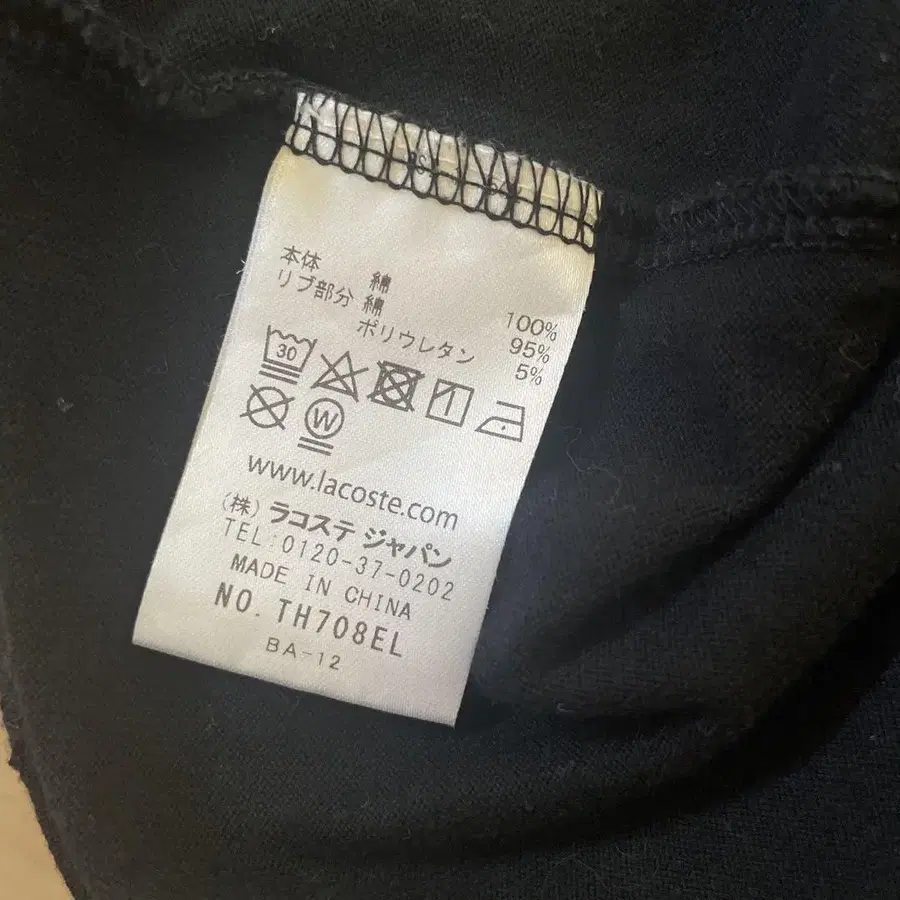 本体 綿 100%
リブ部分 綿 95%
ポリウレタン 5%
30
W
www.lacoste.com
(株) ラコステ ジャパン
TEL:0120-37-0202
MADE IN CHINA
NO. TH708EL
BA-12